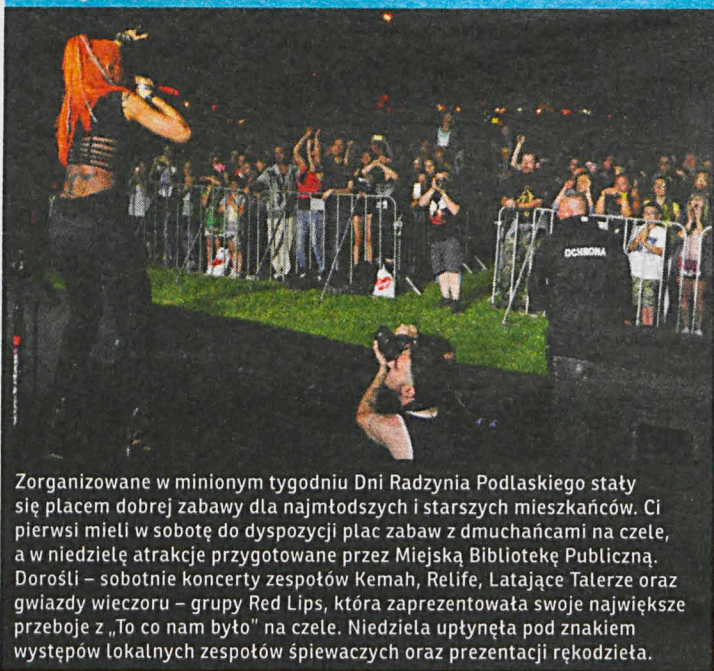 OCHRONA
Zorganizowane w minionym tygodniu Dni Radzynia Podlaskiego stały
się placem dobrej zabawy dla najmłodszych i starszych mieszkańców. Ci
pierwsi mieli w sobotę do dyspozycji plac zabaw z dmuchańcami na czele,
a w niedzielę atrakcje przygotowane przez Miejską Bibliotekę Publiczną.
Dorośli – sobotnie koncerty zespołów Kemah, Relife, Latające Talerze oraz
gwiazdy wieczoru – grupy Red Lips, która zaprezentowała swoje największe
przeboje z „To co nam było” na czele. Niedziela upłynęła pod znakiem
występów lokalnych zespołów śpiewaczych oraz prezentacji rękodzieła.